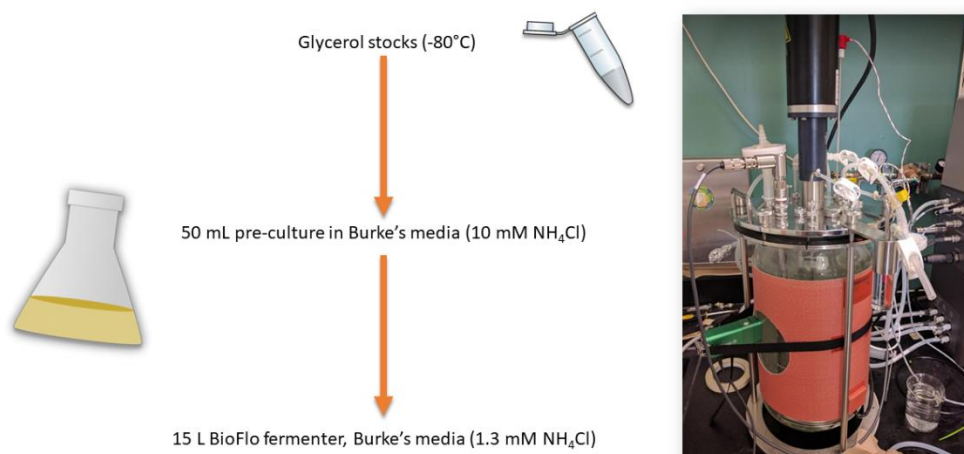 Glycerol stocks (-80°C)
50 mL pre-culture in Burke's media (10 mM NH₄Cl)
15 L BioFlo fermenter, Burke's media (1.3 mM NH₄Cl)